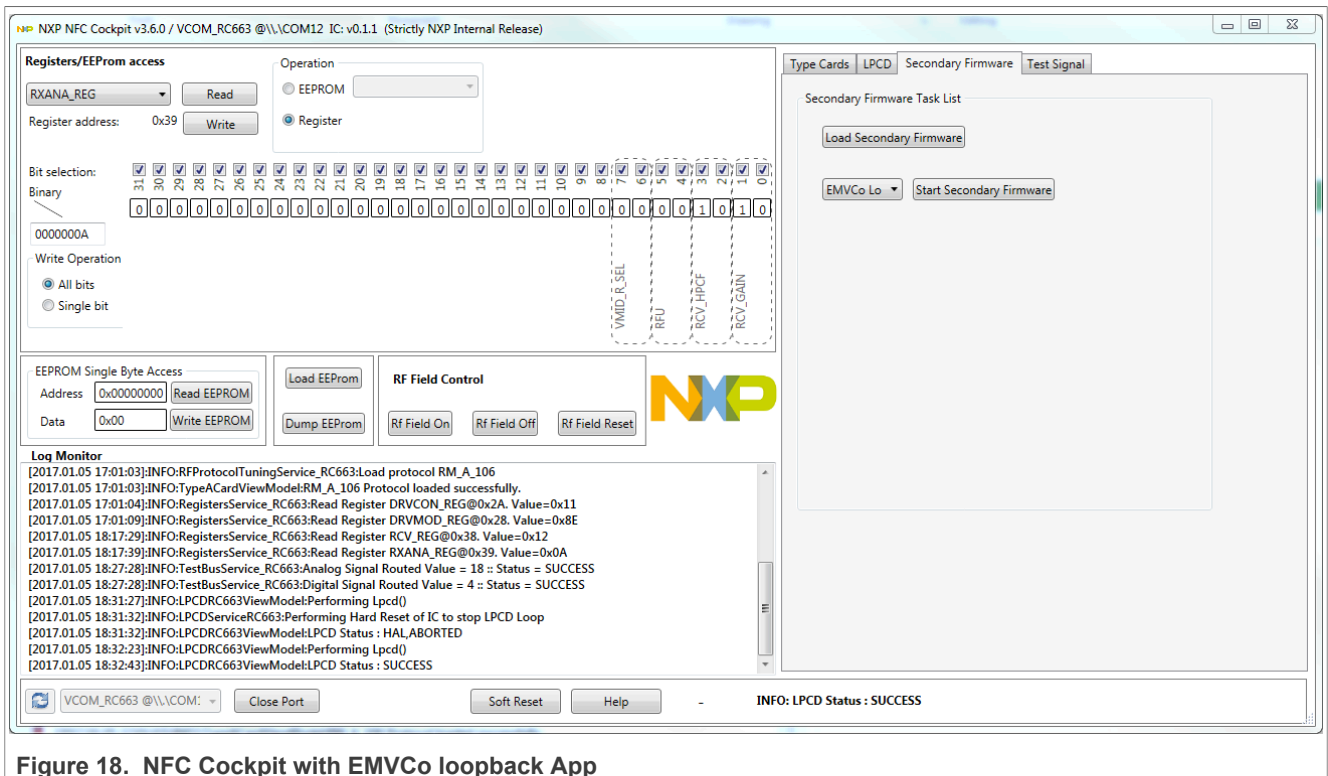 NXP NFC Cockpit v3.6.0 / VCOM_RC663 @\\.\COM12 IC: v0.1.1 (Strictly NXP Internal Release)
Registers/EEProm access
Operation
RXANA_REG
Read
EEPROM
Register address:
0x39
Write
Register
Bit selection:
31 30 29 28 27 26 25 24 23 22 21 20 19 18 17 16 15 14 13 12 11 10 9 8 7 6 5 4 3 2 1 0
Binary
0 0 0 0 0 0 0 0 0 0 0 0 0 0 0 0 0 0 0 0 0 0 0 0 0 0 0 0 1 0 1 0
0000000A
Write Operation
All bits
Single bit
VMID_R_SEL
RFU
RCV_HPCF
RCV_GAIN
EEPROM Single Byte Access
Address
0x00000000
Read EEPROM
Data
0x00
Write EEPROM
Load EEProm
Dump EEProm
RF Field Control
Rf Field On
Rf Field Off
Rf Field Reset
NXP
Log Monitor
[2017.01.05 17:01:03]:INFO:RFProtocolTuningService_RC663:Load protocol RM_A_106
[2017.01.05 17:01:03]:INFO:TypeACardViewModel:RM_A_106 Protocol loaded successfully.
[2017.01.05 17:01:04]:INFO:RegistersService_RC663:Read Register DRVCON_REG@0x2A. Value=0x11
[2017.01.05 17:01:09]:INFO:RegistersService_RC663:Read Register DRVMOD_REG@0x28. Value=0x8E
[2017.01.05 18:17:29]:INFO:RegistersService_RC663:Read Register RCV_REG@0x38. Value=0x12
[2017.01.05 18:17:39]:INFO:RegistersService_RC663:Read Register RXANA_REG@0x39. Value=0x0A
[2017.01.05 18:27:28]:INFO:TestBusService_RC663:Analog Signal Routed Value = 18 :: Status = SUCCESS
[2017.01.05 18:27:28]:INFO:TestBusService_RC663:Digital Signal Routed Value = 4 :: Status = SUCCESS
[2017.01.05 18:31:27]:INFO:LPCDRC663ViewModel:Performing Lpcd()
[2017.01.05 18:31:32]:INFO:LPCDServiceRC663:Performing Hard Reset of IC to stop LPCD Loop
[2017.01.05 18:31:32]:INFO:LPCDRC663ViewModel:LPCD Status : HAL,ABORTED
[2017.01.05 18:32:23]:INFO:LPCDRC663ViewModel:Performing Lpcd()
[2017.01.05 18:32:43]:INFO:LPCDRC663ViewModel:LPCD Status : SUCCESS
Type Cards
LPCD
Secondary Firmware
Test Signal
Secondary Firmware Task List
Load Secondary Firmware
EMVCo Lo
Start Secondary Firmware
VCOM_RC663 @\\.\COM:
Close Port
Soft Reset
Help
-
INFO: LPCD Status : SUCCESS
Figure 18. NFC Cockpit with EMVCo loopback App